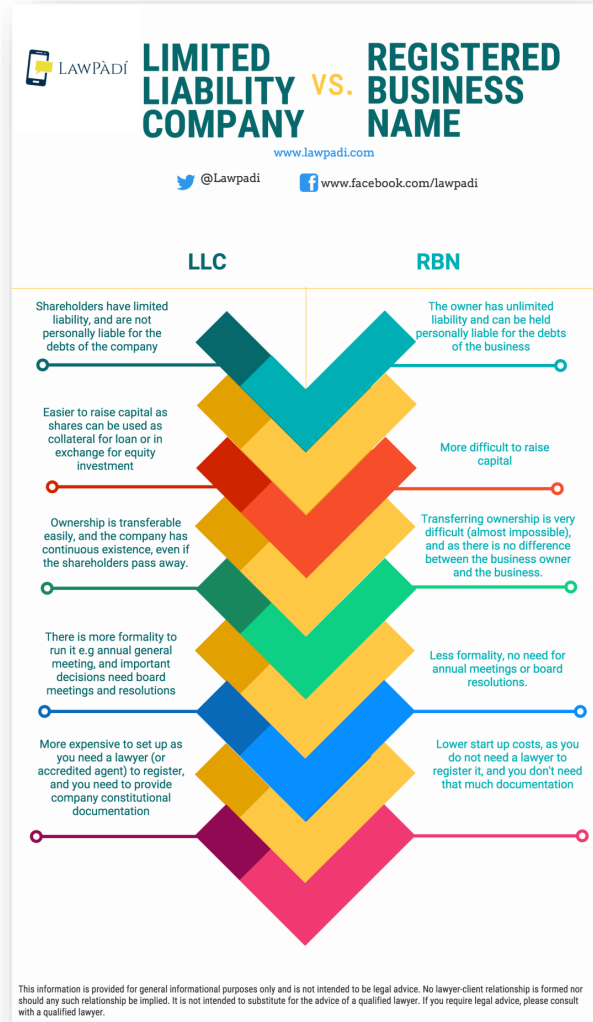 LAWPÀDÍ
LIMITED
LIABILITY
COMPANY
VS.
REGISTERED
BUSINESS
NAME
www.lawpadi.com
@Lawpadi
f www.facebook.com/lawpadi
LLC
RBN
Shareholders have limited
liability, and are not
personally liable for the
debts of the company
The owner has unlimited
liability and can be held
personally liable for the debts
of the business
Easier to raise capital as
shares can be used as
collateral for loan or in
exchange for equity
investment
More difficult to raise
capital
Ownership is transferable
easily, and the company has
continuous existence, even if
the shareholders pass away.
Transferring ownership is very
difficult (almost impossible),
and as there is no difference
between the business owner
and the business.
There is more formality to
run it e.g annual general
meeting, and important
decisions need board
meetings and resolutions
Less formality, no need for
annual meetings or board
resolutions.
More expensive to set up as
you need a lawyer (or
accredited agent) to register,
and you need to provide
company constitutional
documentation
Lower start up costs, as you
do not need a lawyer to
register it, and you don't need
that much documentation
This information is provided for general informational purposes only and is not intended to be legal advice. No lawyer-client relationship is formed nor
should any such relationship be implied. It is not intended to substitute for the advice of a qualified lawyer. If you require legal advice, please consult
with a qualified lawyer.